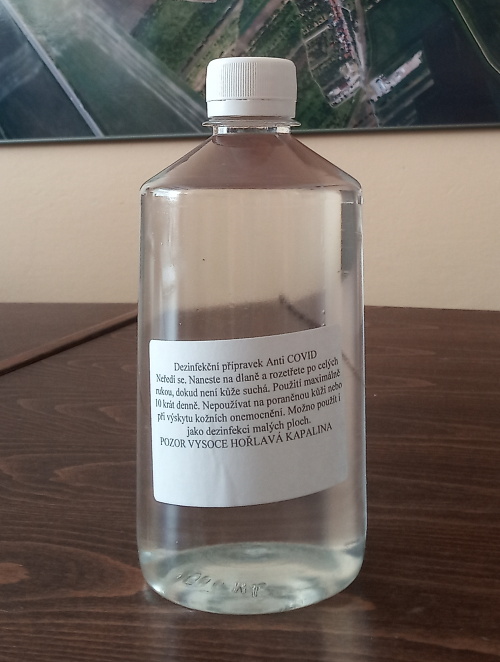 Dezinfekční přípravek Anti COVID
Neředí se. Naneste na dlaně a rozetřete po celých
rukou, dokud není kůže suchá. Použití maximálně
10 krát denně. Nepoužívat na poraněnou kůži nebo
při výskytu kožních onemocnění. Možno použít i
jako dezinfekci malých ploch.
POZOR VYSOCE HOŘLAVÁ KAPALINA